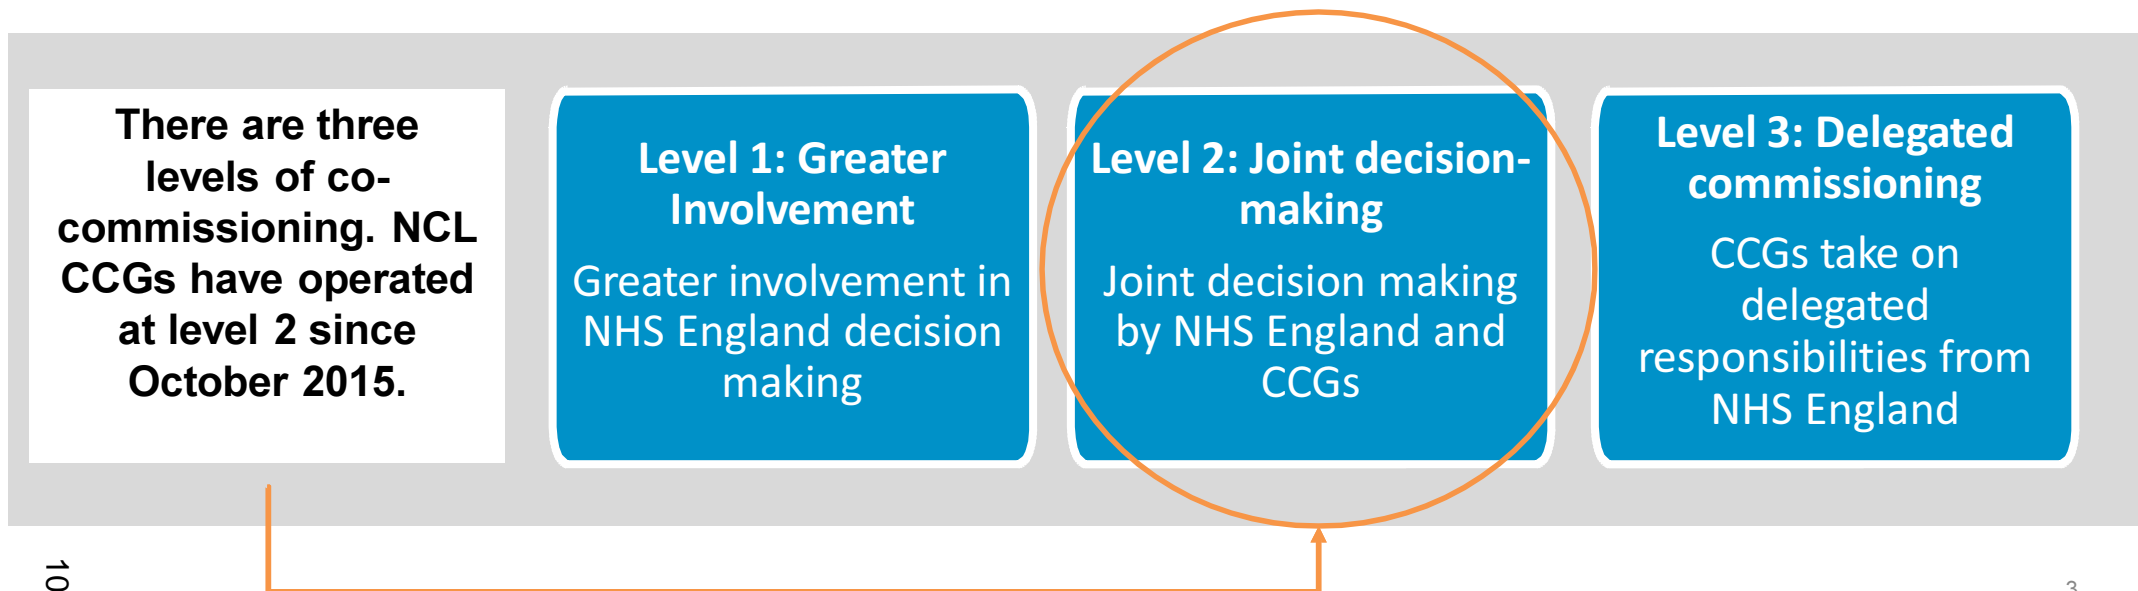 There are three
levels of co-
commissioning. NCL
CCGs have operated
at level 2 since
October 2015.
Level 1: Greater
Involvement
Greater involvement in
NHS England decision
making
Level 2: Joint decision-
making
Joint decision making
by NHS England and
CCGs
Level 3: Delegated
commissioning
CCGs take on
delegated
responsibilities from
NHS England
10
3